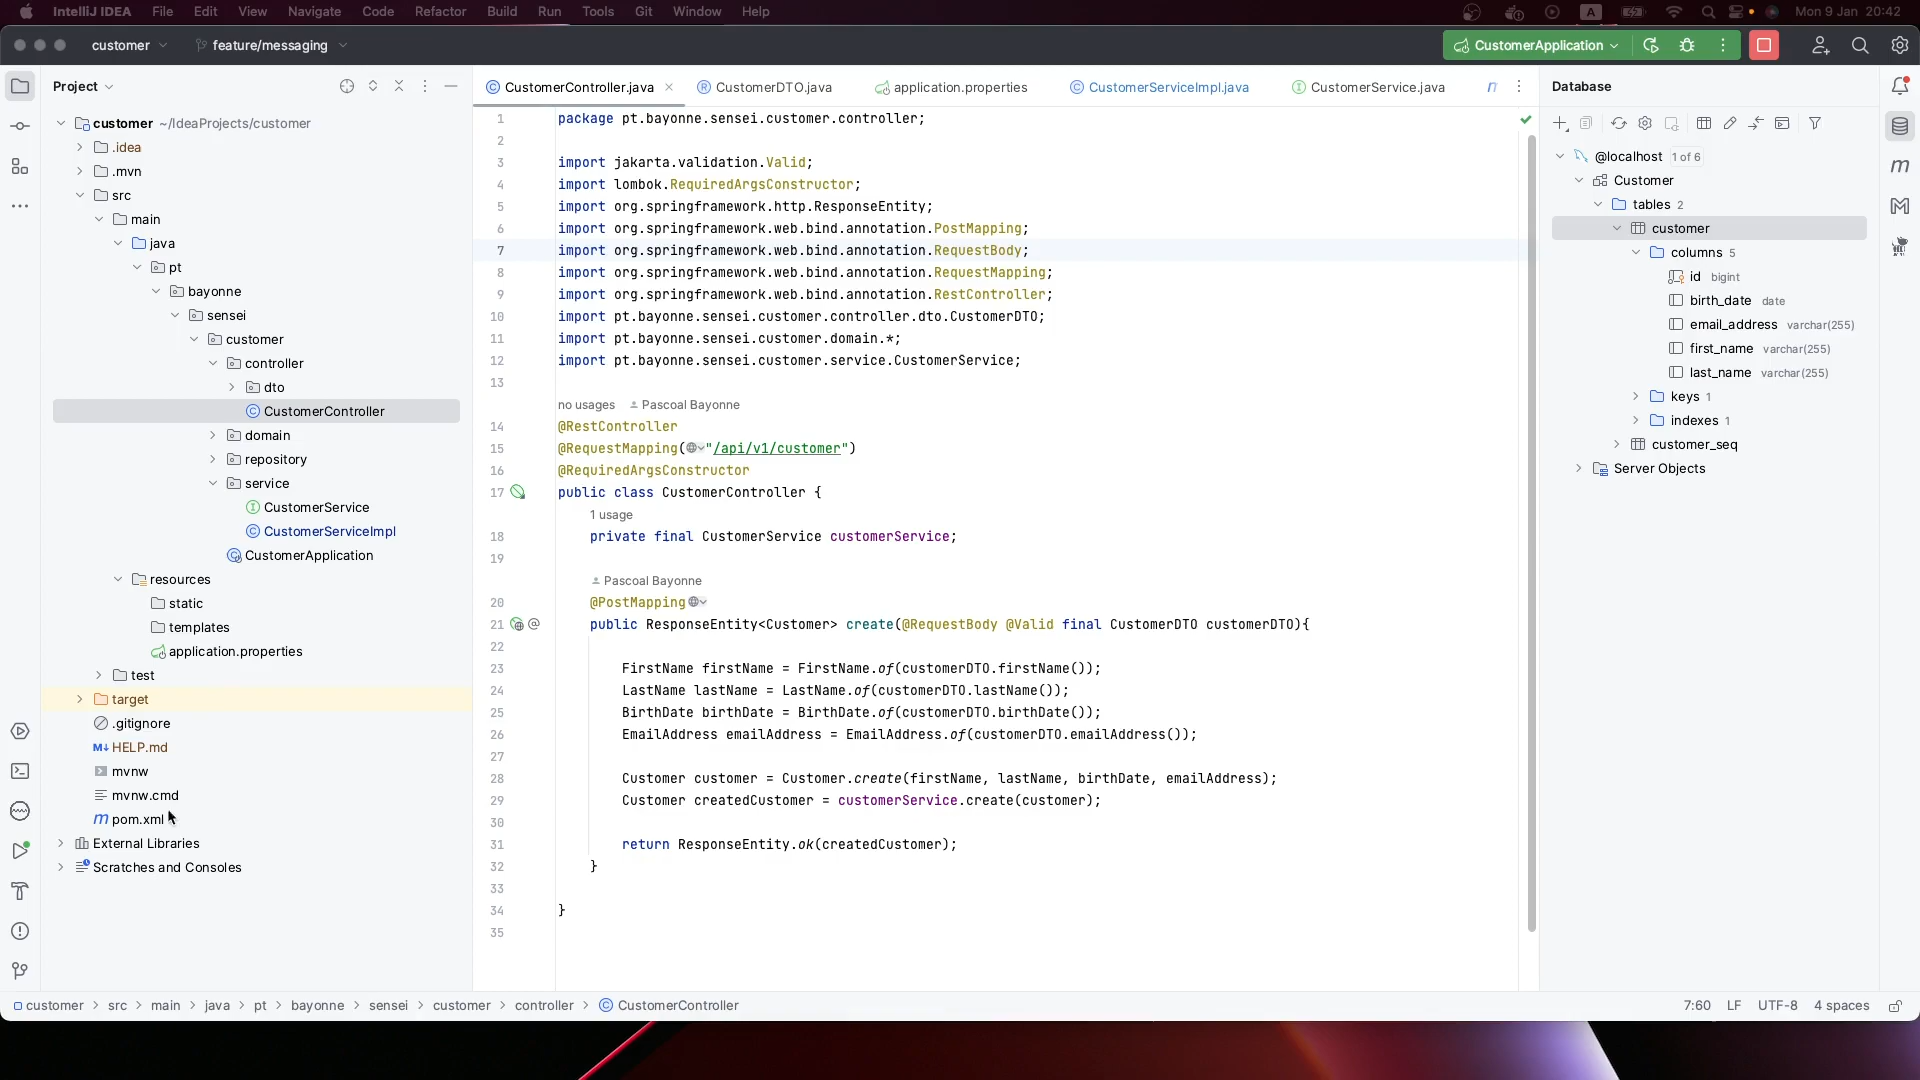 IntelliJ IDEA File Edit View Navigate Code Refactor Build Run Tools Git Window Help A Mon 9 Jan 20:42
customer feature/messaging CustomerApplication
Project
customer ~/IdeaProjects/customer
.idea
.mvn
src
main
java
pt
bayonne
sensei
customer
controller
dto
CustomerController
domain
repository
service
CustomerService
CustomerServiceImpl
CustomerApplication
resources
static
templates
application.properties
test
target
.gitignore
M↓ HELP.md
mvnw
mvnw.cmd
m pom.xml
External Libraries
Scratches and Consoles
CustomerController.java CustomerDTO.java application.properties CustomerServiceImpl.java CustomerService.java m
1 package pt.bayonne.sensei.customer.controller;
2
3 import jakarta.validation.Valid;
4 import lombok.RequiredArgsConstructor;
5 import org.springframework.http.ResponseEntity;
6 import org.springframework.web.bind.annotation.PostMapping;
7 import org.springframework.web.bind.annotation.RequestBody;
8 import org.springframework.web.bind.annotation.RequestMapping;
9 import org.springframework.web.bind.annotation.RestController;
10 import pt.bayonne.sensei.customer.controller.dto.CustomerDTO;
11 import pt.bayonne.sensei.customer.domain.*;
12 import pt.bayonne.sensei.customer.service.CustomerService;
13
no usages Pascoal Bayonne
14 @RestController
15 @RequestMapping("/api/v1/customer")
16 @RequiredArgsConstructor
17 public class CustomerController {
1 usage
18 private final CustomerService customerService;
19
Pascoal Bayonne
20 @PostMapping
21 public ResponseEntity<Customer> create(@RequestBody @Valid final CustomerDTO customerDTO){
22
23 FirstName firstName = FirstName.of(customerDTO.firstName());
24 LastName lastName = LastName.of(customerDTO.lastName());
25 BirthDate birthDate = BirthDate.of(customerDTO.birthDate());
26 EmailAddress emailAddress = EmailAddress.of(customerDTO.emailAddress());
27
28 Customer customer = Customer.create(firstName, lastName, birthDate, emailAddress);
29 Customer createdCustomer = customerService.create(customer);
30
31 return ResponseEntity.ok(createdCustomer);
32 }
33
34 }
35
Database
@localhost 1 of 6
Customer
tables 2
customer
columns 5
id bigint
birth_date date
email_address varchar(255)
first_name varchar(255)
last_name varchar(255)
keys 1
indexes 1
customer_seq
Server Objects
customer > src > main > java > pt > bayonne > sensei > customer > controller > CustomerController 7:60 LF UTF-8 4 spaces